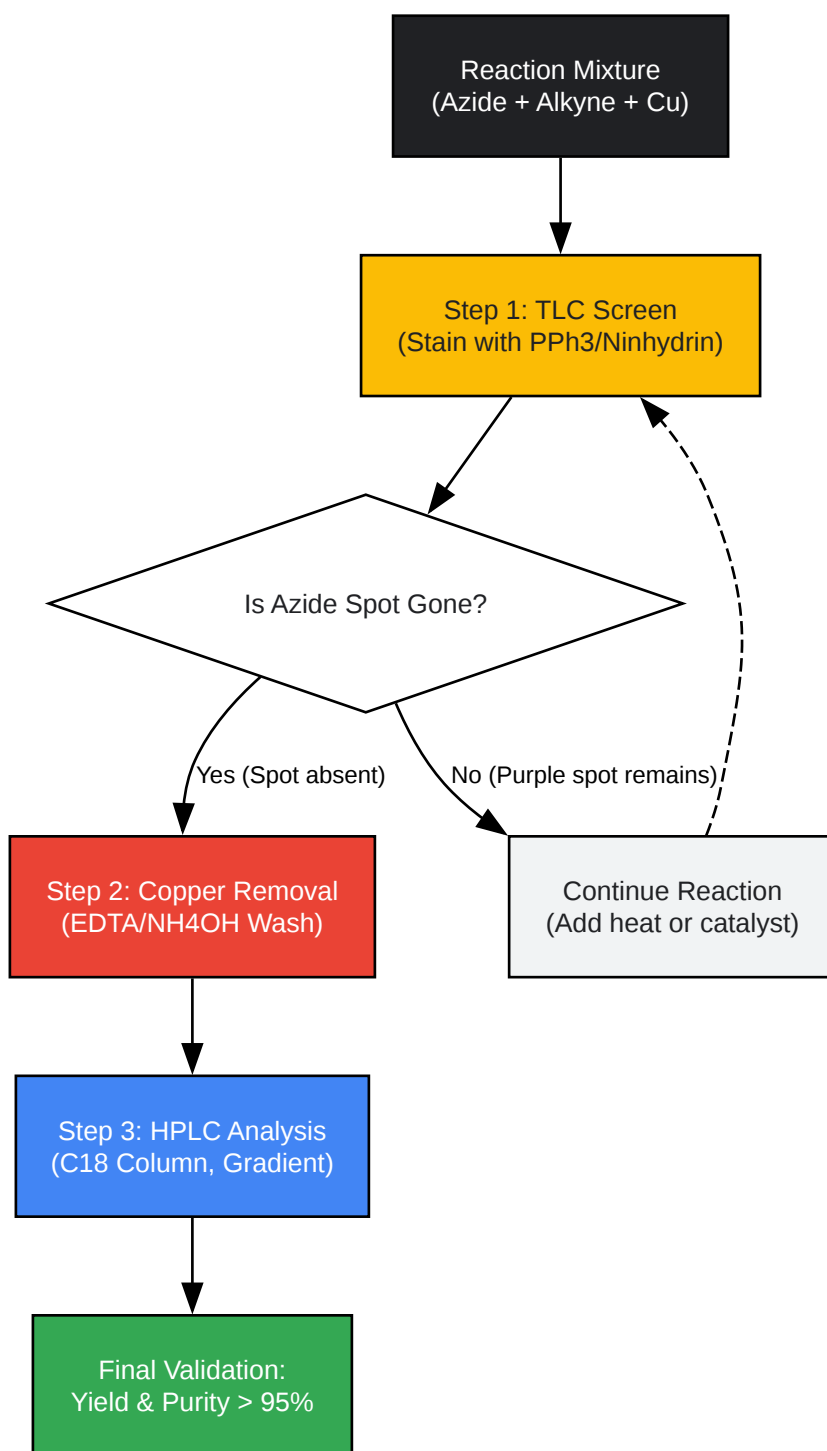 Reaction Mixture
(Azide + Alkyne + Cu)
Step 1: TLC Screen
(Stain with PPh3/Ninhydrin)
Is Azide Spot Gone?
Yes (Spot absent)
No (Purple spot remains)
Step 2: Copper Removal
(EDTA/NH4OH Wash)
Continue Reaction
(Add heat or catalyst)
Step 3: HPLC Analysis
(C18 Column, Gradient)
Final Validation:
Yield & Purity > 95%